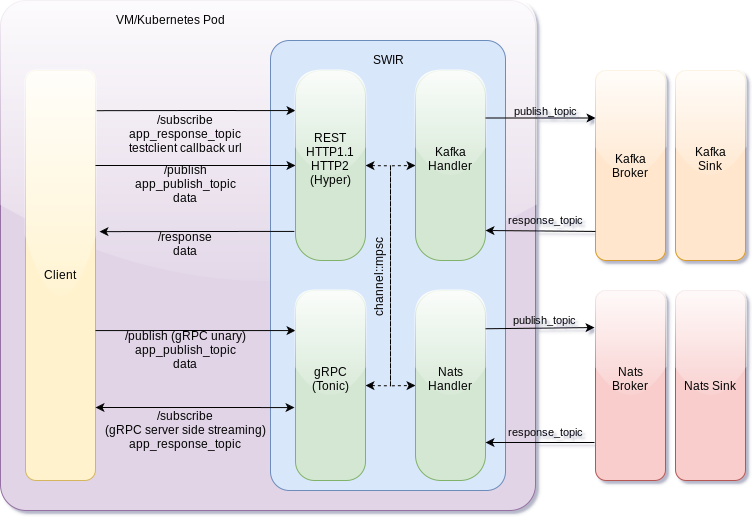 VM/Kubernetes Pod
SWIR
Client
/subscribe
app_response_topic
testclient callback url
/publish
app_publish_topic
data
/response
data
/publish (gRPC unary)
app_publish_topic
data
/subscribe
(gRPC server side streaming)
app_response_topic
REST
HTTP1.1
HTTP2
(Hyper)
gRPC
(Tonic)
channel::mpsc
Kafka
Handler
Nats
Handler
publish_topic
response_topic
publish_topic
response_topic
Kafka
Broker
Kafka
Sink
Nats
Broker
Nats Sink